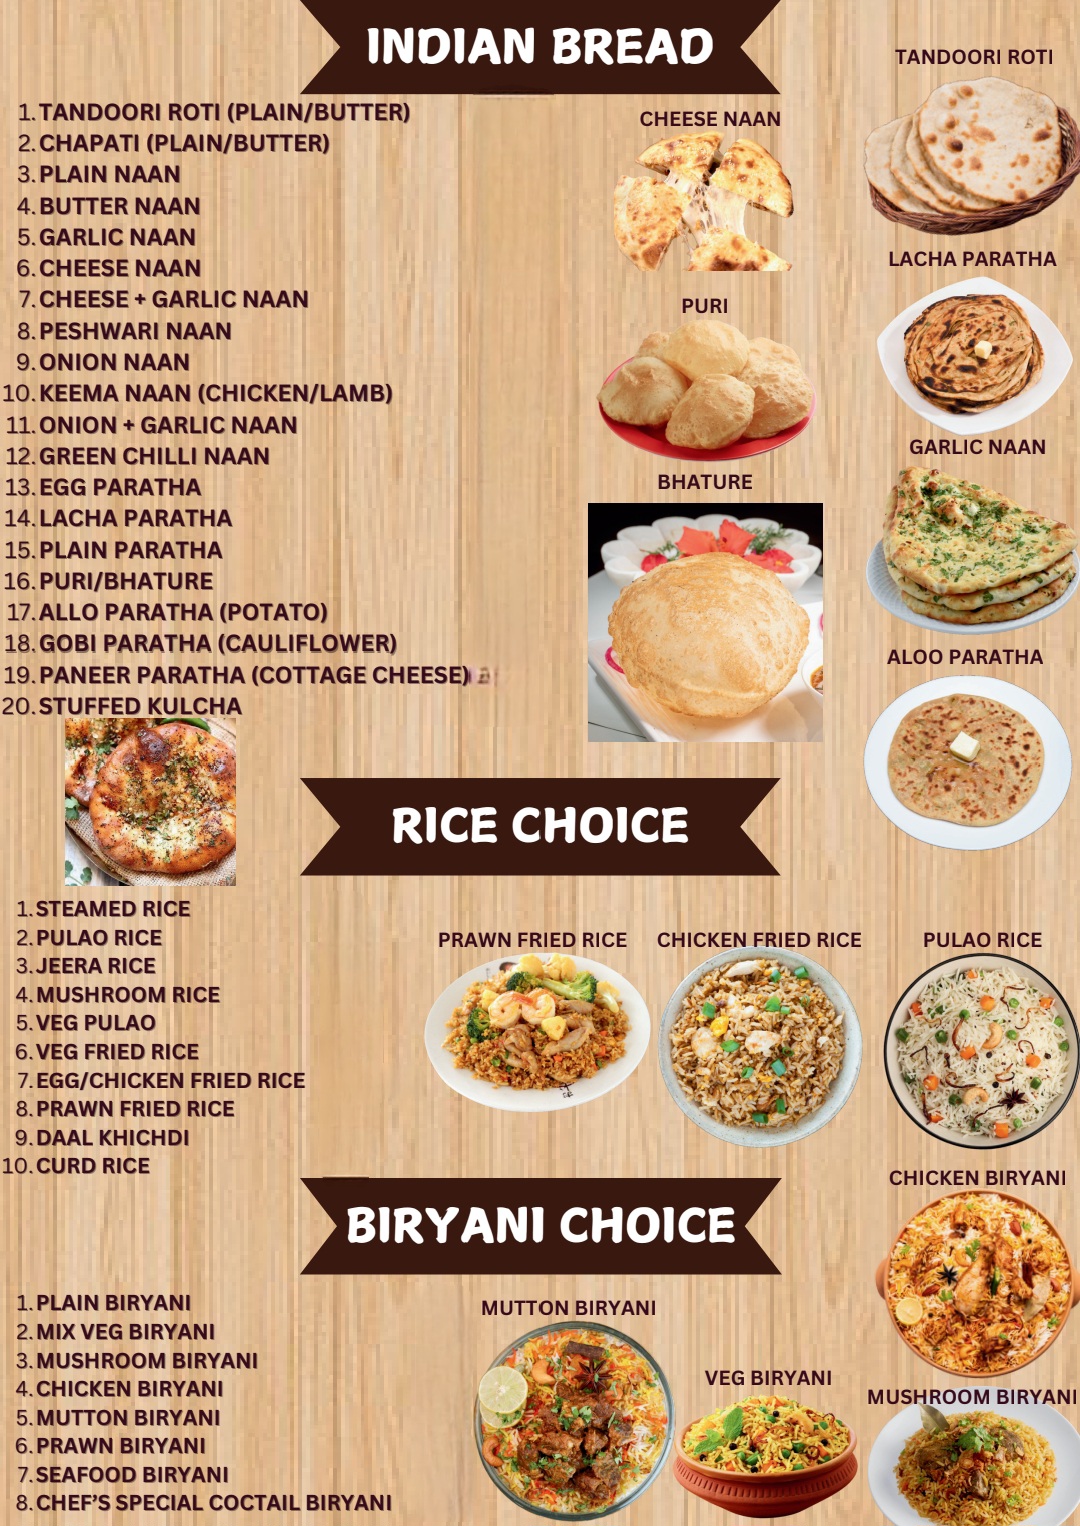 INDIAN BREAD
1. TANDOORI ROTI (PLAIN/BUTTER)
2. CHAPATI (PLAIN/BUTTER)
3. PLAIN NAAN
4. BUTTER NAAN
5. GARLIC NAAN
6. CHEESE NAAN
7. CHEESE + GARLIC NAAN
8. PESHWARI NAAN
9. ONION NAAN
10. KEEMA NAAN (CHICKEN/LAMB)
11. ONION + GARLIC NAAN
12. GREEN CHILLI NAAN
13. EGG PARATHA
14. LACHA PARATHA
15. PLAIN PARATHA
16. PURI/BHATURE
17. ALLO PARATHA (POTATO)
18. GOBI PARATHA (CAULIFLOWER)
19. PANEER PARATHA (COTTAGE CHEESE)
20. STUFFED KULCHA
CHEESE NAAN
PURI
BHATURE
TANDOORI ROTI
LACHA PARATHA
GARLIC NAAN
ALOO PARATHA
RICE CHOICE
1. STEAMED RICE
2. PULAO RICE
3. JEERA RICE
4. MUSHROOM RICE
5. VEG PULAO
6. VEG FRIED RICE
7. EGG/CHICKEN FRIED RICE
8. PRAWN FRIED RICE
9. DAAL KHICHDI
10. CURD RICE
PRAWN FRIED RICE
CHICKEN FRIED RICE
PULAO RICE
BIRYANI CHOICE
1. PLAIN BIRYANI
2. MIX VEG BIRYANI
3. MUSHROOM BIRYANI
4. CHICKEN BIRYANI
5. MUTTON BIRYANI
6. PRAWN BIRYANI
7. SEAFOOD BIRYANI
8. CHEF'S SPECIAL COCTAIL BIRYANI
MUTTON BIRYANI
VEG BIRYANI
CHICKEN BIRYANI
MUSHROOM BIRYANI